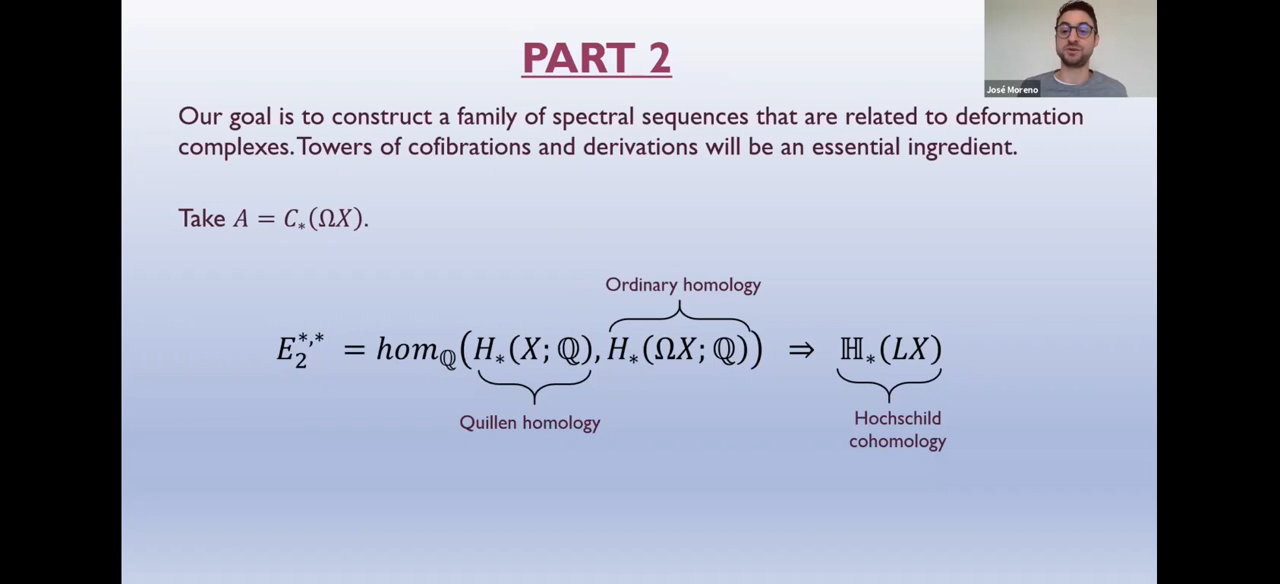 PART 2
José Moreno
Our goal is to construct a family of spectral sequences that are related to deformation
complexes. Towers of cofibrations and derivations will be an essential ingredient.
Take A = C∗(ΩX).
Ordinary homology
E₂*,* = homℚ(H∗(X; ℚ), H∗(ΩX; ℚ)) ⇒ ℍ∗(LX)
Quillen homology
Hochschild
cohomology